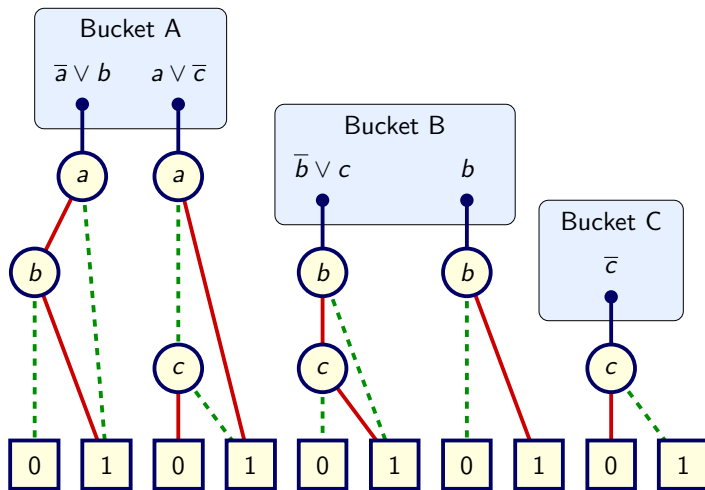 Bucket A
a̅ ∨ b a ∨ c̅
Bucket B
b̅ ∨ c b
Bucket C
c̅
a a
b b b
c c c
0 1 0 1 0 1 0 1 0 1